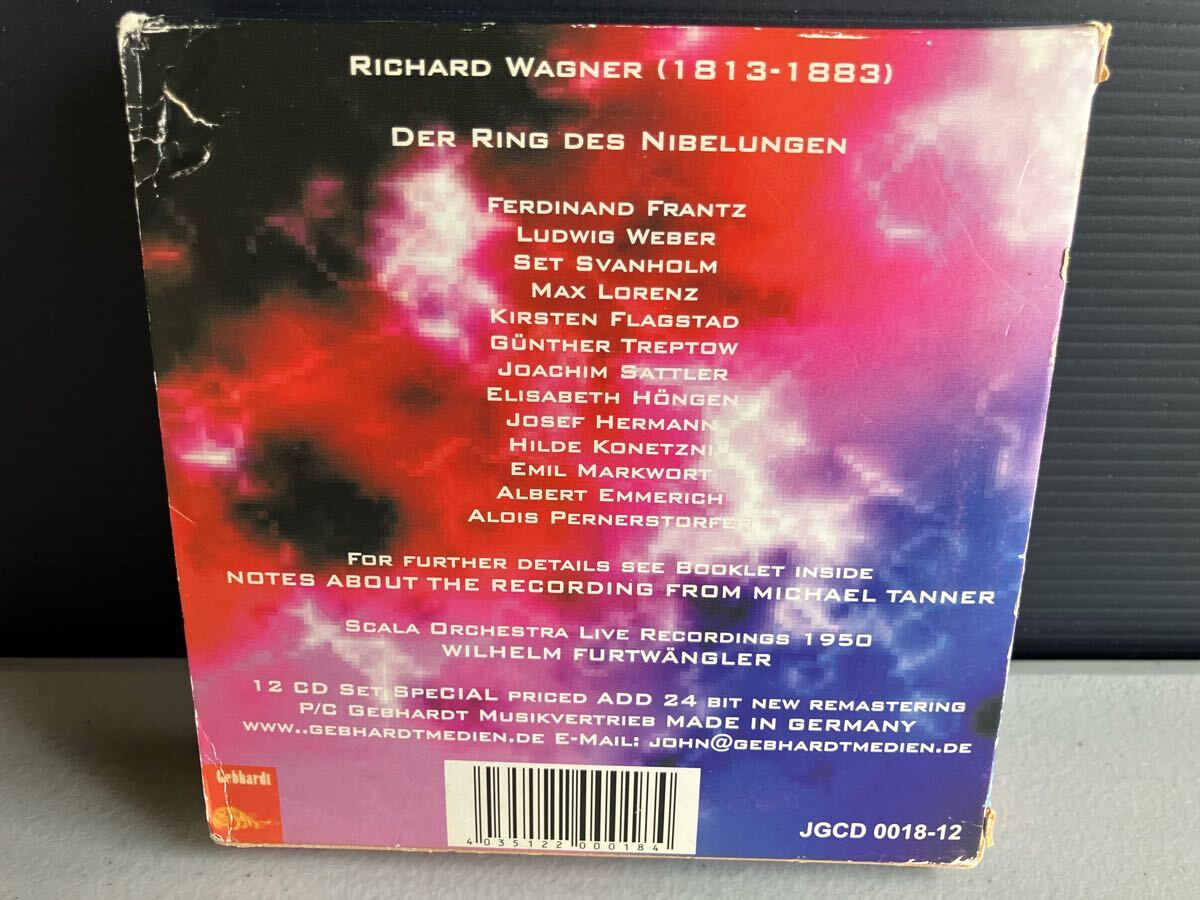 RICHARD WAGNER (1813-1883)
DER RING DES NIBELUNGEN
FERDINAND FRANTZ
LUDWIG WEBER
SET SVANHOLM
MAX LORENZ
KIRSTEN FLAGSTAD
GÜNTHER TREPTOW
JOACHIM SATTLER
ELISABETH HÖNGEN
JOSEF HERMANN
HILDE KONETZNI
EMIL MARKWORT
ALBERT EMMERICH
ALOIS PERNERSTORFER
FOR FURTHER DETAILS SEE BOOKLET INSIDE
NOTES ABOUT THE RECORDING FROM MICHAEL TANNER
SCALA ORCHESTRA LIVE RECORDINGS 1950
WILHELM FURTWÄNGLER
12 CD SET SPECIAL PRICED ADD 24 BIT NEW REMASTERING
P/C GEBHARDT MUSIKVERTRIEB MADE IN GERMANY
WWW..GEBHARDTMEDIEN.DE E-MAIL: JOHN@GEBHARDTMEDIEN.DE
Gebhardt
4 035122 000184
JGCD 0018-12